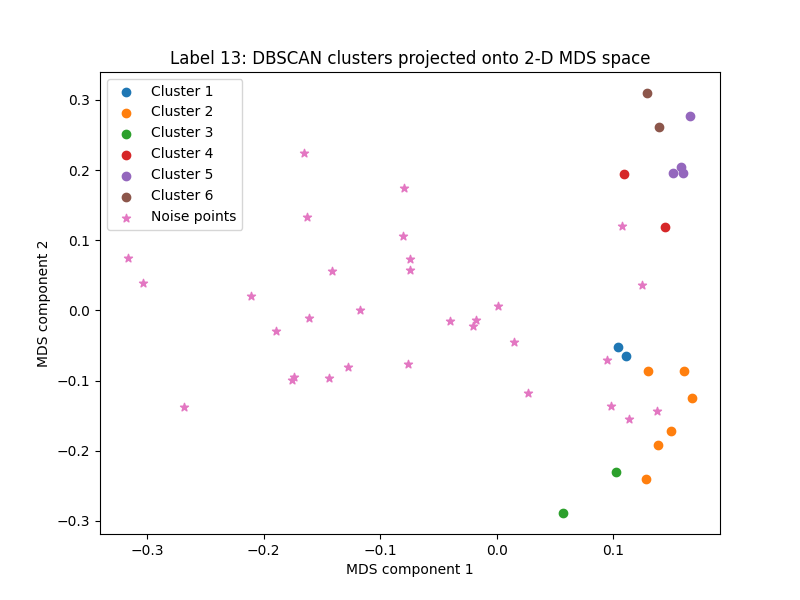 Label 13: DBSCAN clusters projected onto 2-D MDS space
Cluster 1
Cluster 2
Cluster 3
Cluster 4
Cluster 5
Cluster 6
Noise points
0.3
0.2
0.1
0.0
−0.1
−0.2
−0.3
MDS component 2
−0.3
−0.2
−0.1
0.0
0.1
MDS component 1